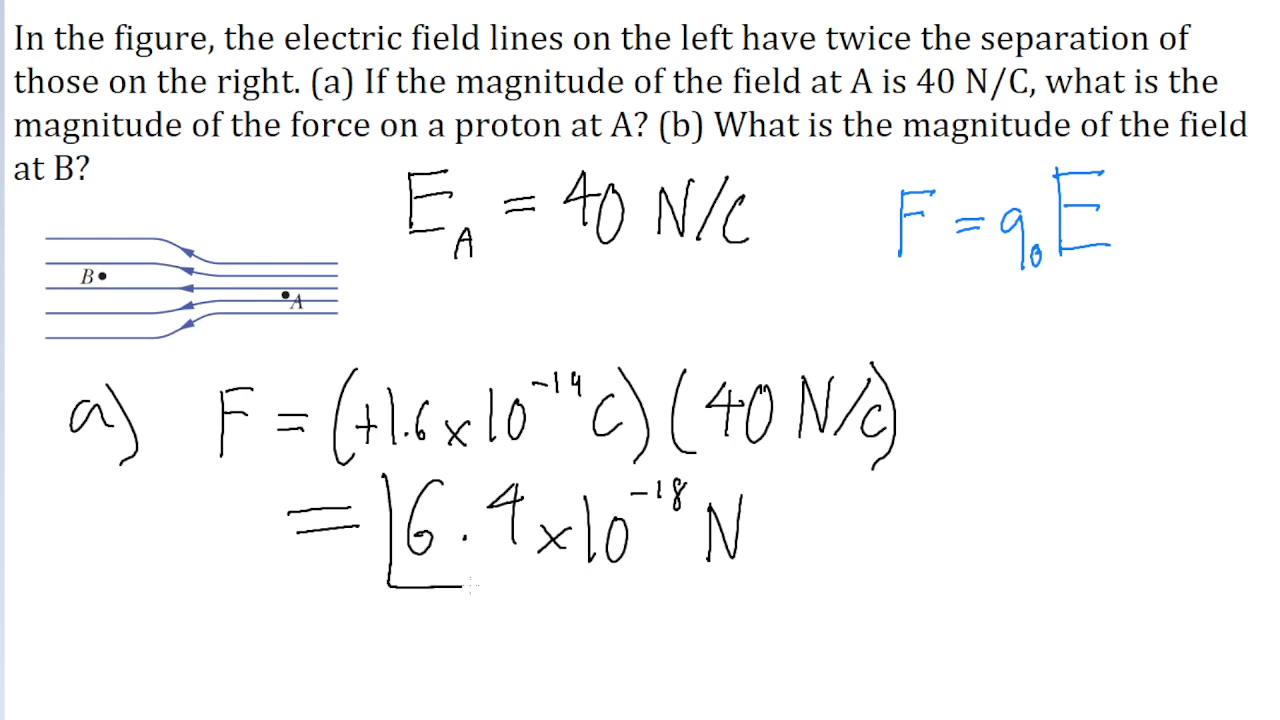 In the figure, the electric field lines on the left have twice the separation of
those on the right. (a) If the magnitude of the field at A is 40 N/C, what is the
magnitude of the force on a proton at A? (b) What is the magnitude of the field
at B?
E_A = 40 N/C
F = q₀E
B
A
a) F = (+1.6 x 10⁻¹⁹ C) (40 N/C)
= 6.4 x 10⁻¹⁸ N